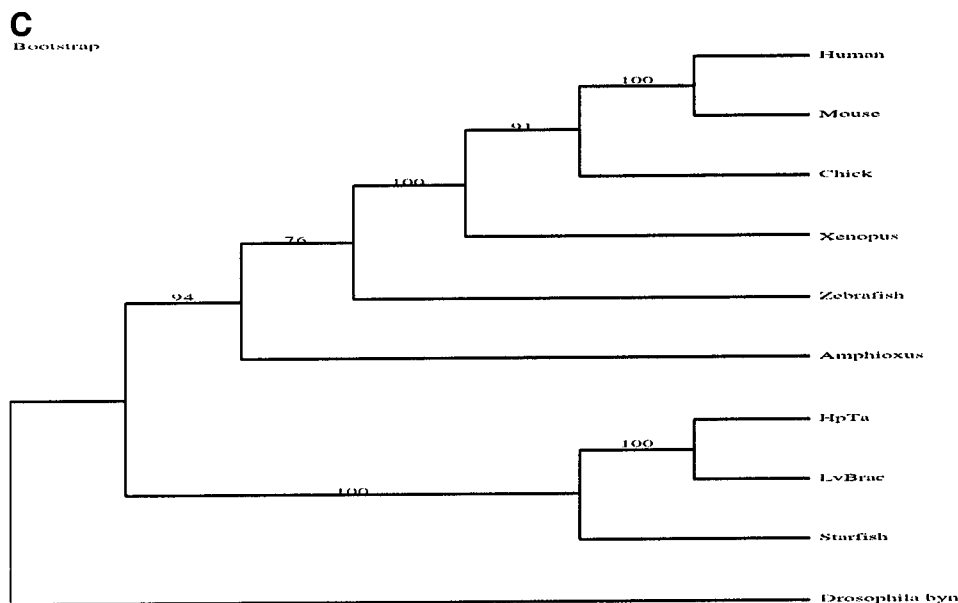 C
Bootstrap
Human
100
Mouse
91
Chick
100
Xenopus
76
Zebrafish
94
Amphioxus
HpTa
100
LvBrac
100
Starfish
Drosophila byn